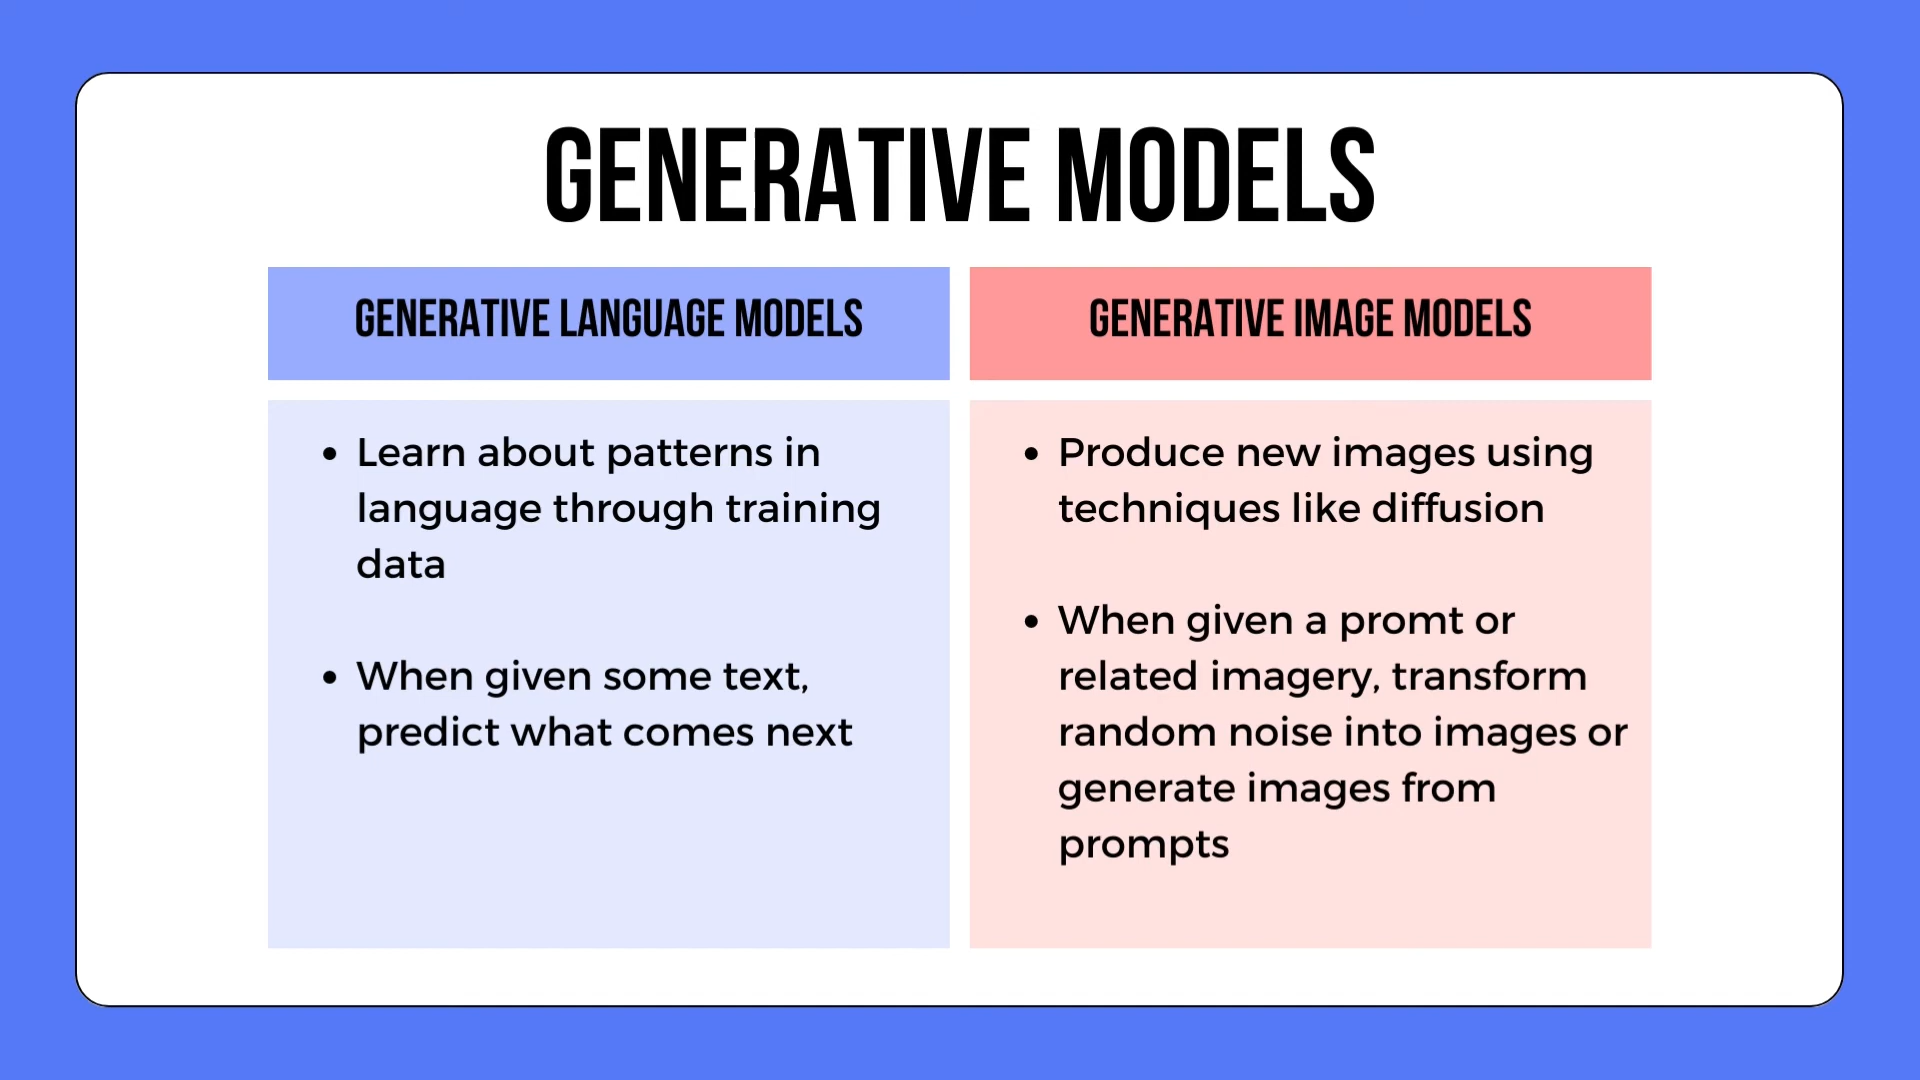 GENERATIVE MODELS
GENERATIVE LANGUAGE MODELS
• Learn about patterns in
language through training
data
• When given some text,
predict what comes next
GENERATIVE IMAGE MODELS
• Produce new images using
techniques like diffusion
• When given a promt or
related imagery, transform
random noise into images or
generate images from
prompts